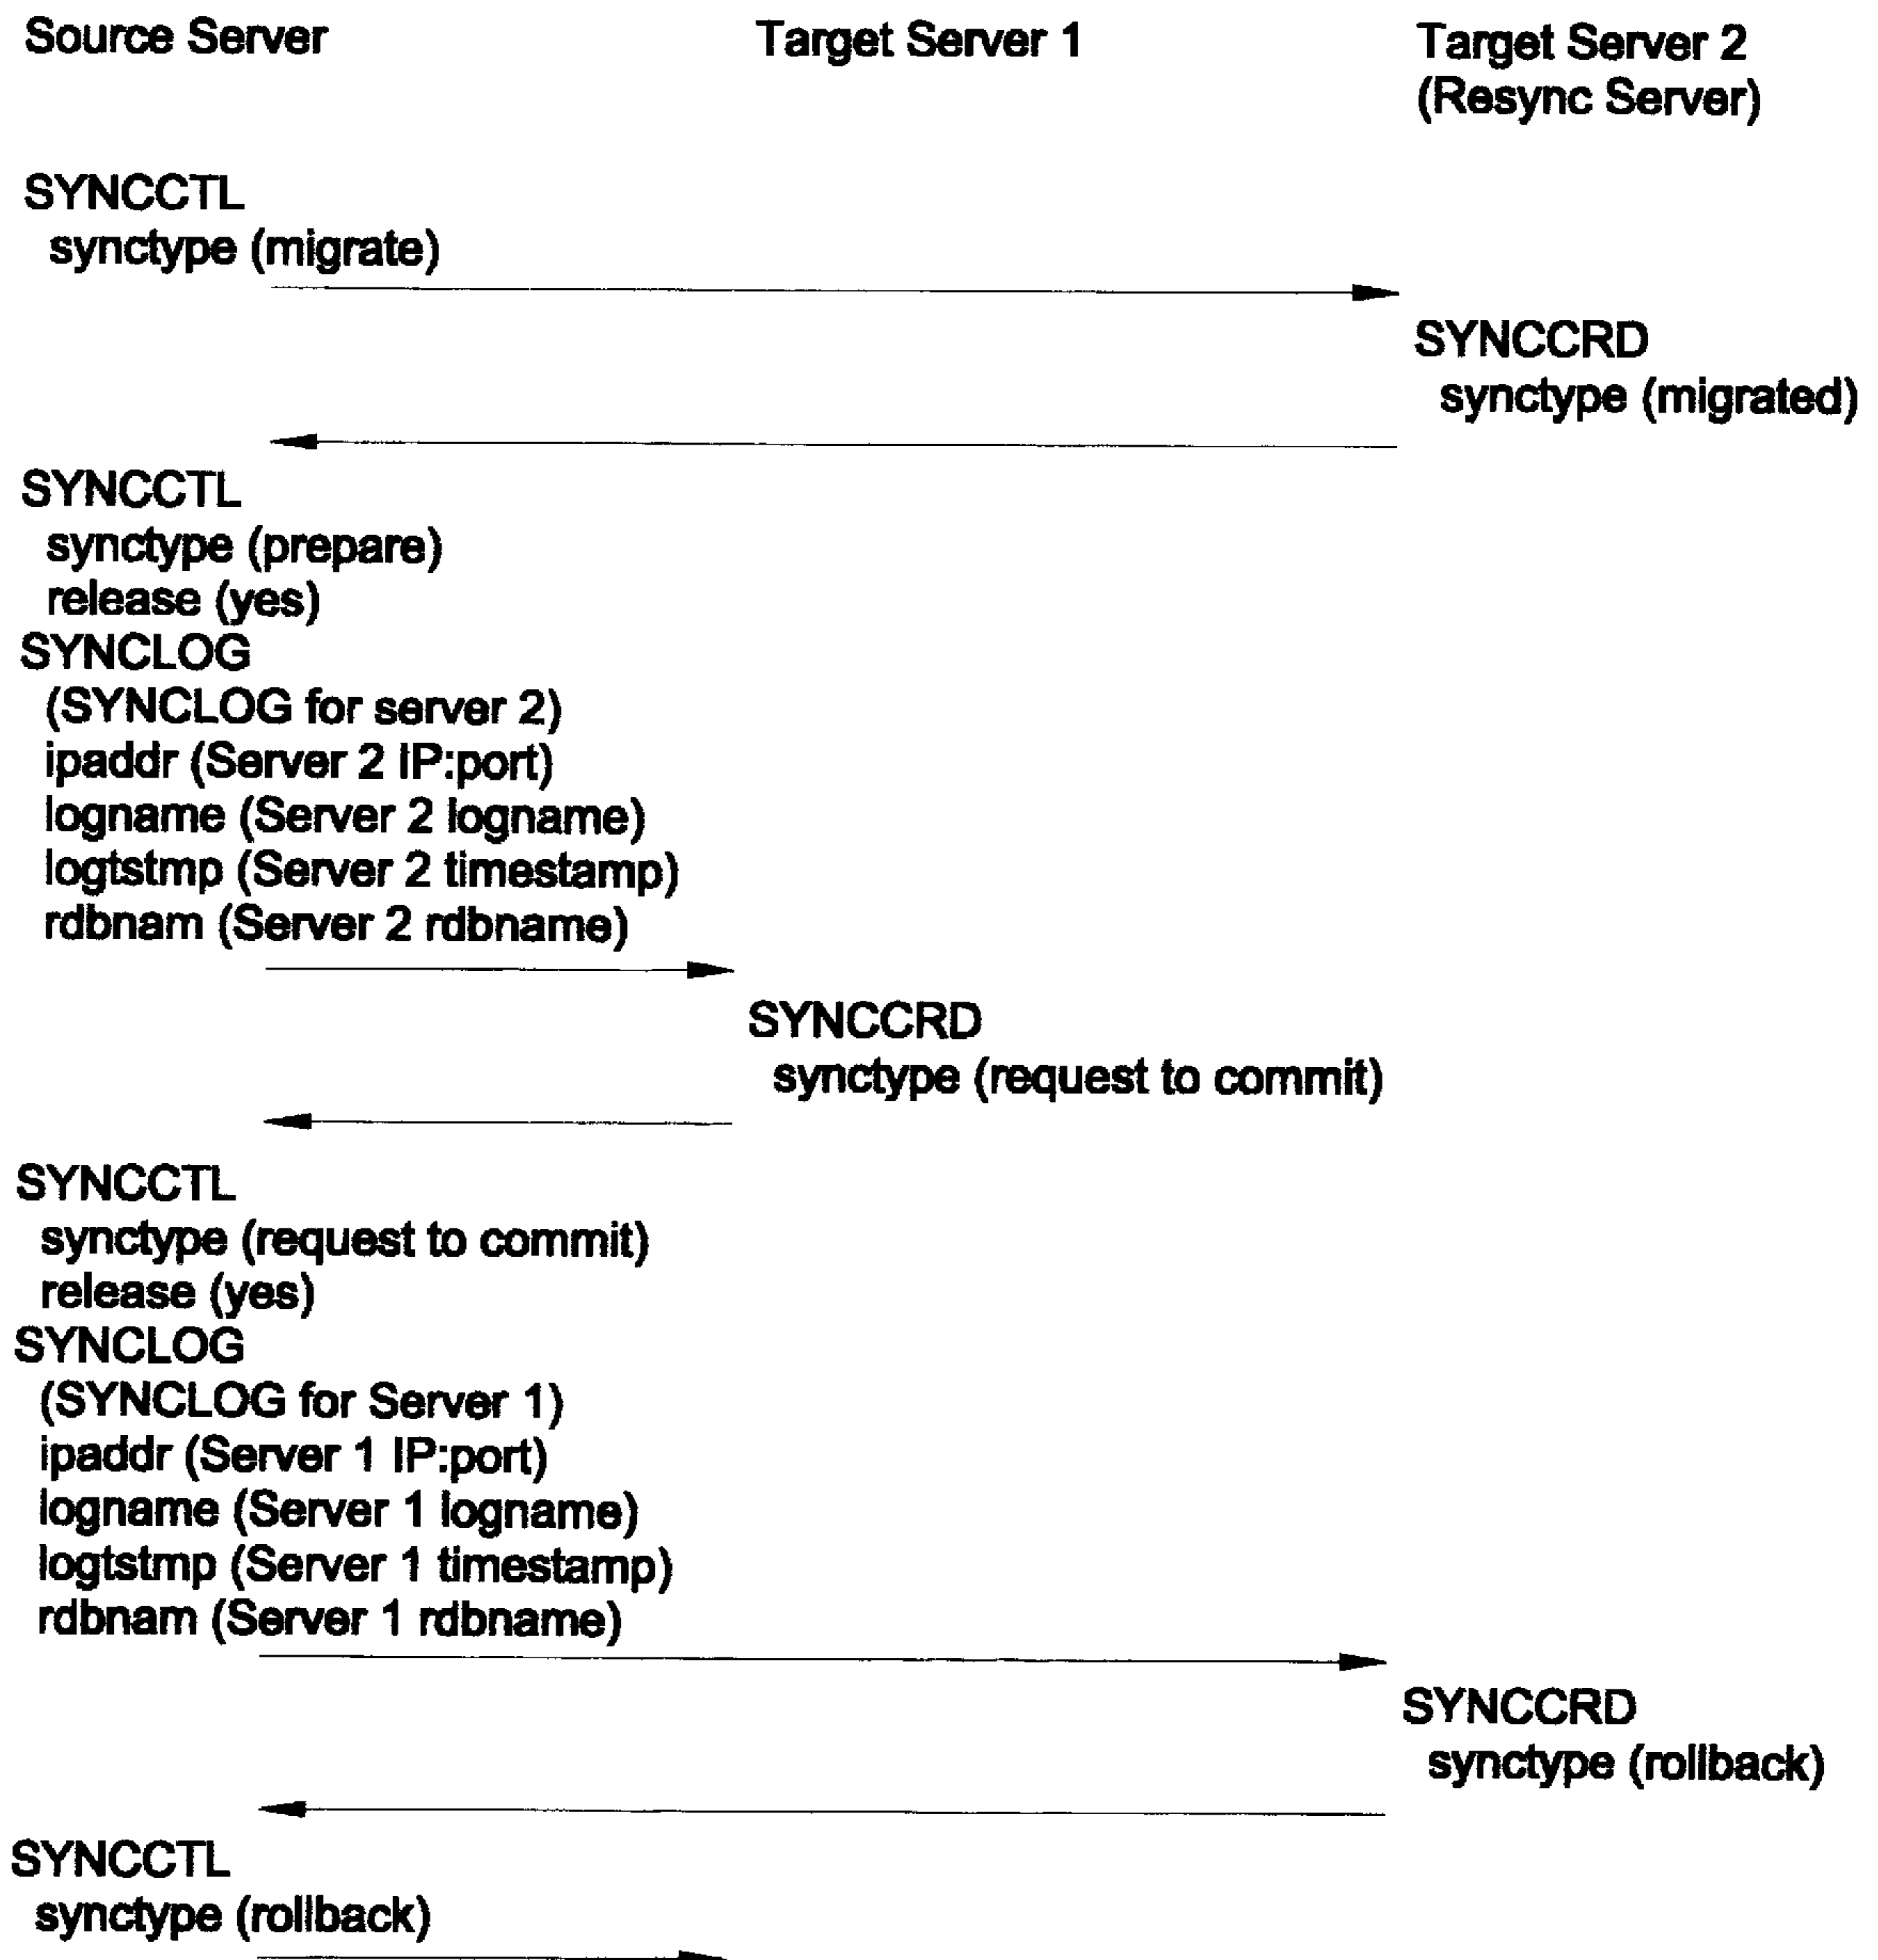 Source Server
Target Server 1
Target Server 2
(Resync Server)
SYNCCTL
synctype (migrate)
SYNCCRD
synctype (migrated)
SYNCCTL
synctype (prepare)
release (yes)
SYNCLOG
(SYNCLOG for server 2)
ipaddr (Server 2 IP:port)
logname (Server 2 logname)
logtstmp (Server 2 timestamp)
rdbnam (Server 2 rdbname)
SYNCCRD
synctype (request to commit)
SYNCCTL
synctype (request to commit)
release (yes)
SYNCLOG
(SYNCLOG for Server 1)
ipaddr (Server 1 IP:port)
logname (Server 1 logname)
logtstmp (Server 1 timestamp)
rdbnam (Server 1 rdbname)
SYNCCRD
synctype (rollback)
SYNCCTL
synctype (rollback)